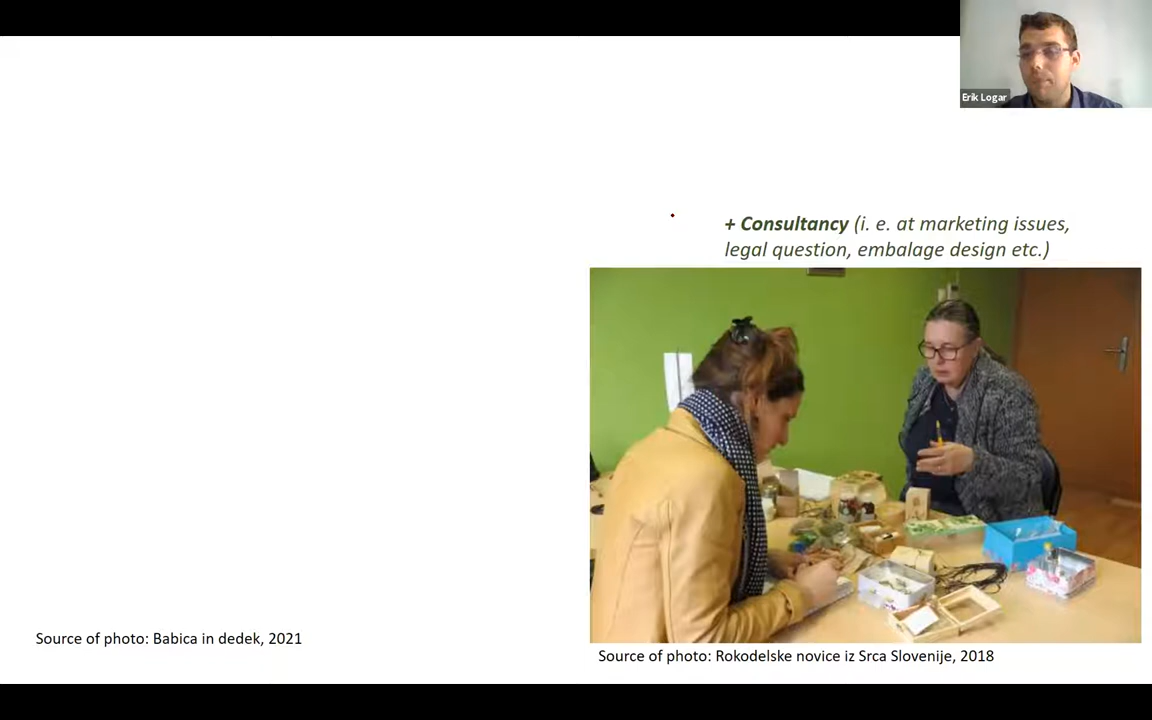 Erik Logar
+ Consultancy (i. e. at marketing issues,
legal question, embalage design etc.)
Source of photo: Babica in dedek, 2021
Source of photo: Rokodelske novice iz Srca Slovenije, 2018